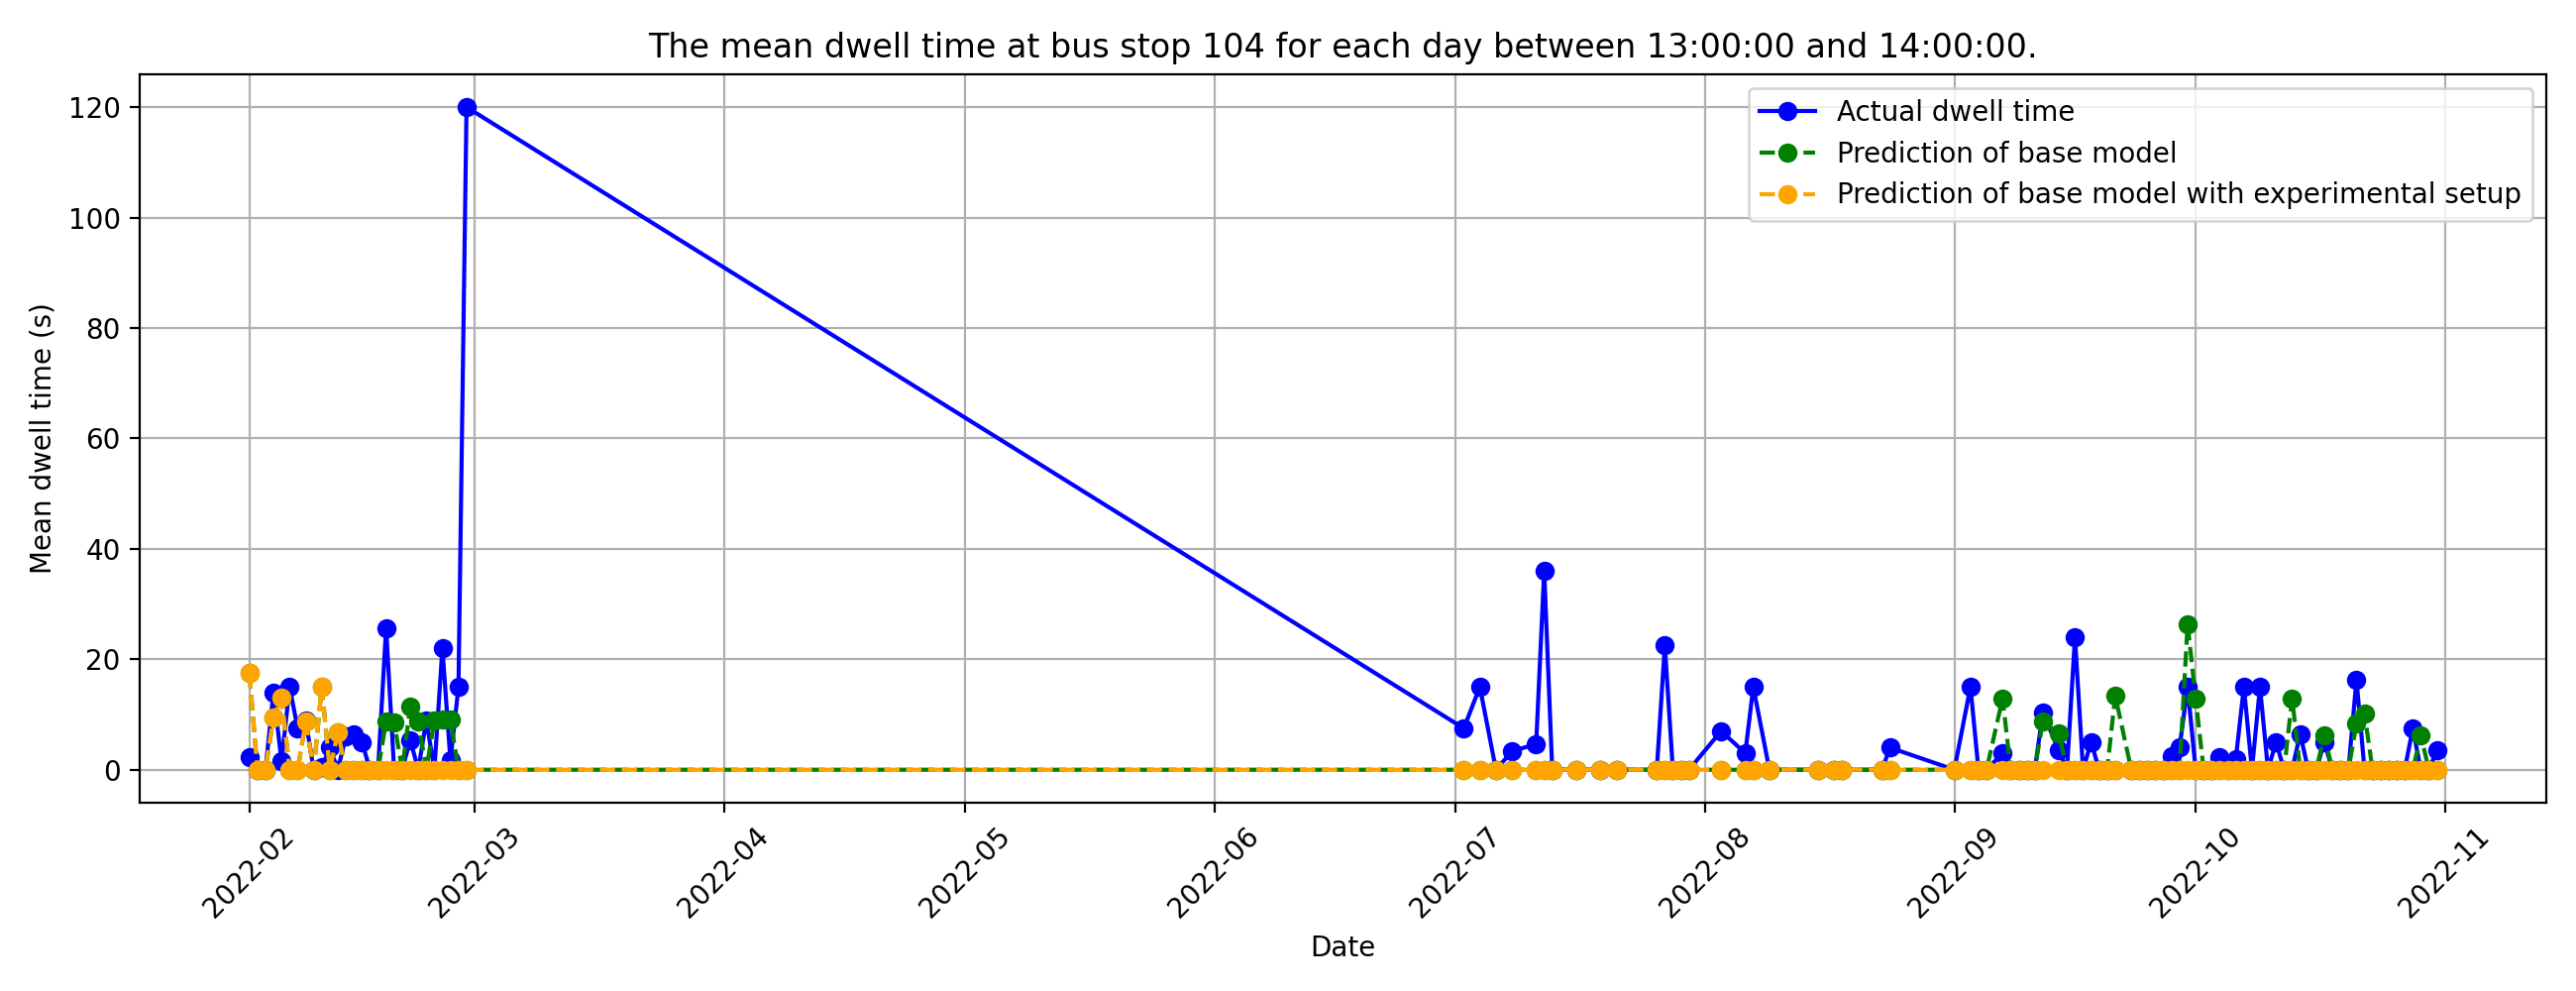 The mean dwell time at bus stop 104 for each day between 13:00:00 and 14:00:00.
Actual dwell time
Prediction of base model
Prediction of base model with experimental setup
Mean dwell time (s)
120
100
80
60
40
20
0
2022-02
2022-03
2022-04
2022-05
2022-06
2022-07
2022-08
2022-09
2022-10
2022-11
Date